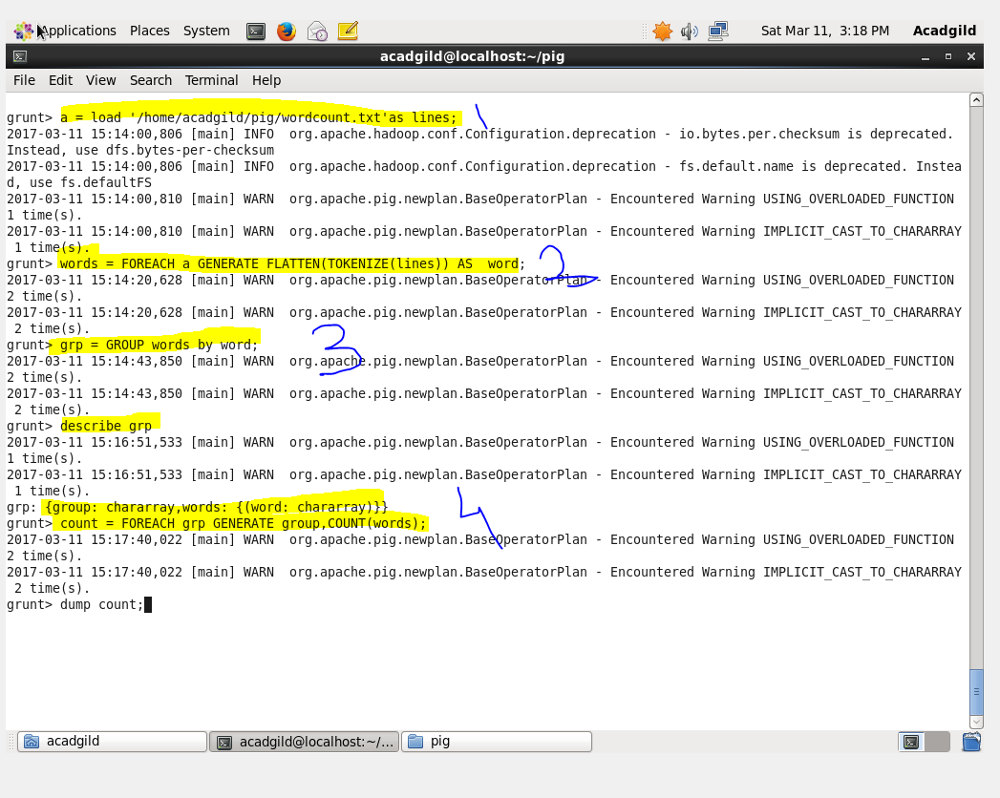 Applications Places System Sat Mar 11, 3:18 PM Acadgild
acadgild@localhost:~/pig
File Edit View Search Terminal Help
grunt> a = load '/home/acadgild/pig/wordcount.txt'as lines; 1
2017-03-11 15:14:00,806 [main] INFO  org.apache.hadoop.conf.Configuration.deprecation - io.bytes.per.checksum is deprecated.
Instead, use dfs.bytes-per-checksum
2017-03-11 15:14:00,806 [main] INFO  org.apache.hadoop.conf.Configuration.deprecation - fs.default.name is deprecated. Instea
d, use fs.defaultFS
2017-03-11 15:14:00,810 [main] WARN  org.apache.pig.newplan.BaseOperatorPlan - Encountered Warning USING_OVERLOADED_FUNCTION
1 time(s).
2017-03-11 15:14:00,810 [main] WARN  org.apache.pig.newplan.BaseOperatorPlan - Encountered Warning IMPLICIT_CAST_TO_CHARARRAY
 1 time(s).
grunt> words = FOREACH a GENERATE FLATTEN(TOKENIZE(lines)) AS  word; 2
2017-03-11 15:14:20,628 [main] WARN  org.apache.pig.newplan.BaseOperatorPlan - Encountered Warning USING_OVERLOADED_FUNCTION
2 time(s).
2017-03-11 15:14:20,628 [main] WARN  org.apache.pig.newplan.BaseOperatorPlan - Encountered Warning IMPLICIT_CAST_TO_CHARARRAY
 2 time(s).
grunt> grp = GROUP words by word; 3
2017-03-11 15:14:43,850 [main] WARN  org.apache.pig.newplan.BaseOperatorPlan - Encountered Warning USING_OVERLOADED_FUNCTION
2 time(s).
2017-03-11 15:14:43,850 [main] WARN  org.apache.pig.newplan.BaseOperatorPlan - Encountered Warning IMPLICIT_CAST_TO_CHARARRAY
 2 time(s).
grunt> describe grp
2017-03-11 15:16:51,533 [main] WARN  org.apache.pig.newplan.BaseOperatorPlan - Encountered Warning USING_OVERLOADED_FUNCTION
1 time(s).
2017-03-11 15:16:51,533 [main] WARN  org.apache.pig.newplan.BaseOperatorPlan - Encountered Warning IMPLICIT_CAST_TO_CHARARRAY
 1 time(s).
grp: {group: chararray,words: {(word: chararray)}}
grunt> count = FOREACH grp GENERATE group,COUNT(words); 4
2017-03-11 15:17:40,022 [main] WARN  org.apache.pig.newplan.BaseOperatorPlan - Encountered Warning USING_OVERLOADED_FUNCTION
2 time(s).
2017-03-11 15:17:40,022 [main] WARN  org.apache.pig.newplan.BaseOperatorPlan - Encountered Warning IMPLICIT_CAST_TO_CHARARRAY
 2 time(s).
grunt> dump count;
acadgild acadgild@localhost:~/... pig